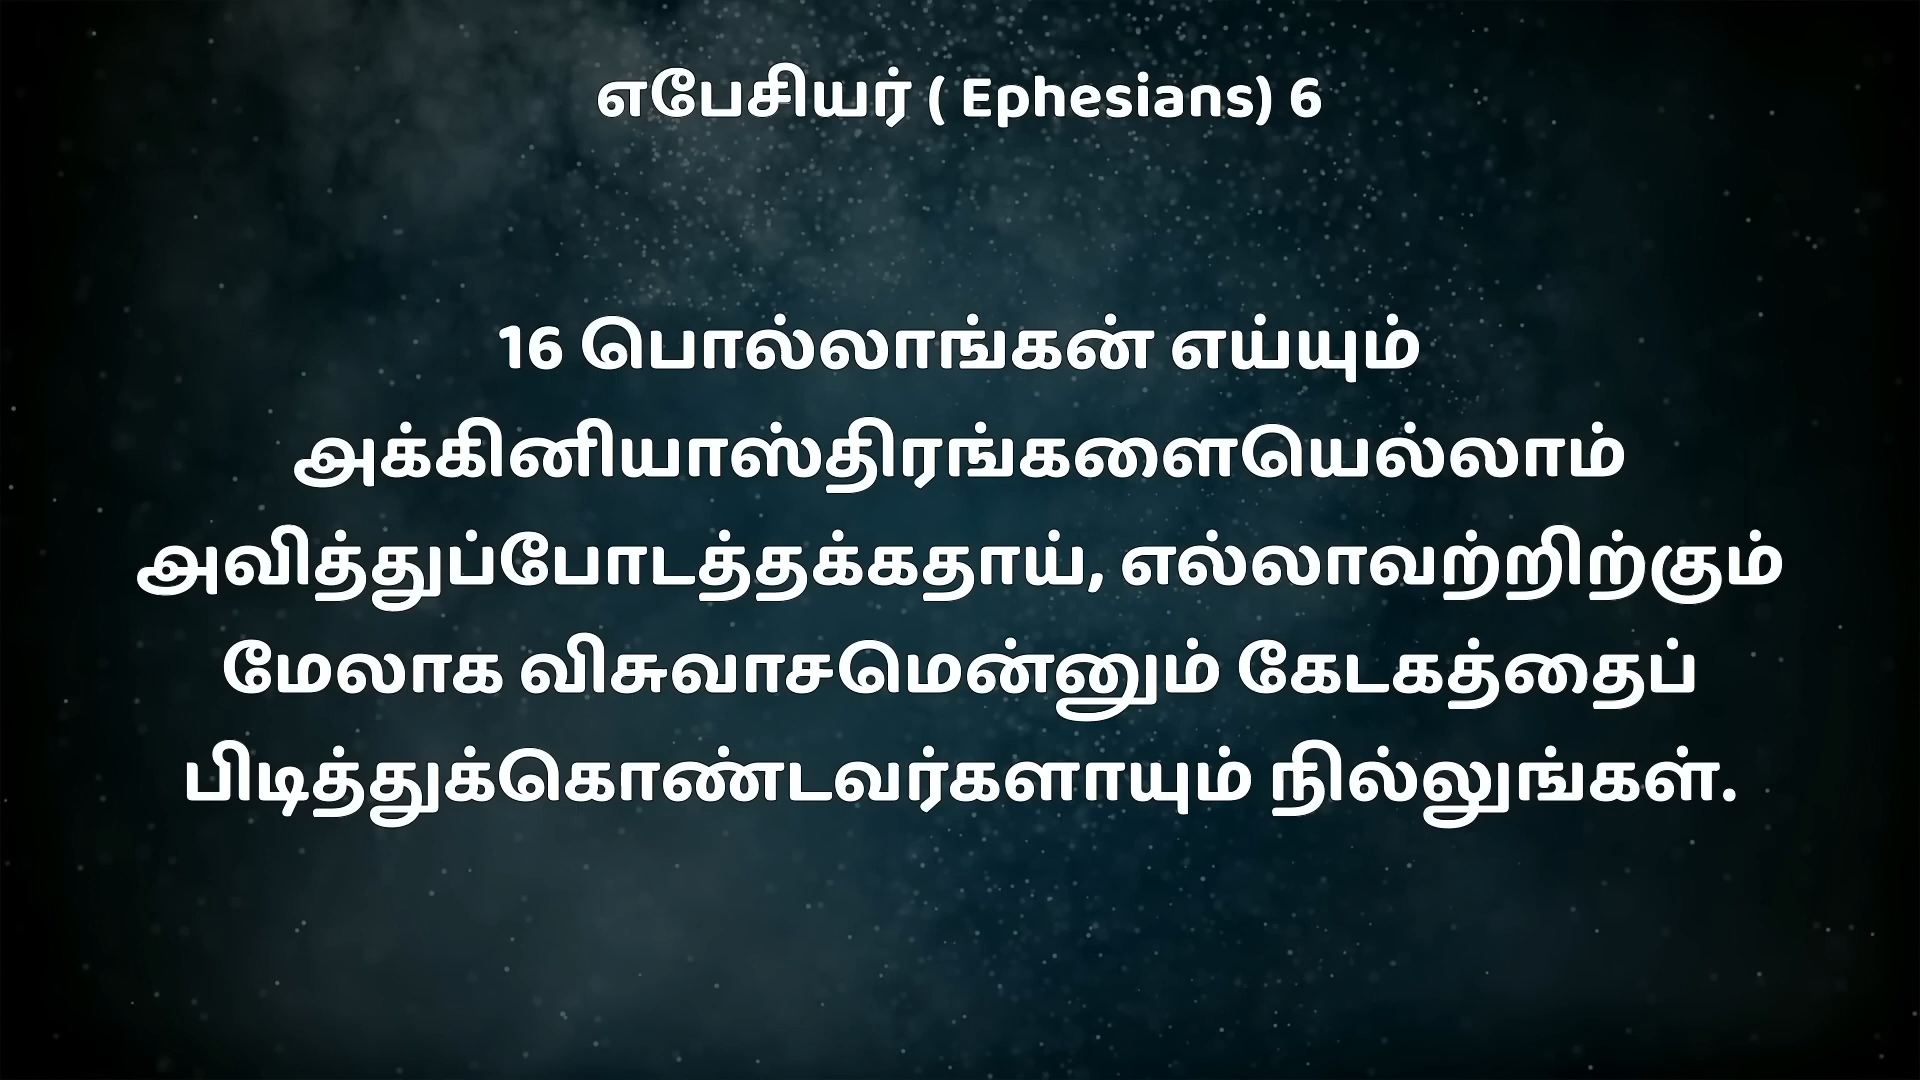 எபேசியர் ( Ephesians) 6
16 பொல்லாங்கன் எய்யும்
அக்கினியாஸ்திரங்களையெல்லாம்
அவித்துப்போடத்தக்கதாய், எல்லாவற்றிற்கும்
மேலாக விசுவாசமென்னும் கேடகத்தைப்
பிடித்துக்கொண்டவர்களாயும் நில்லுங்கள்.